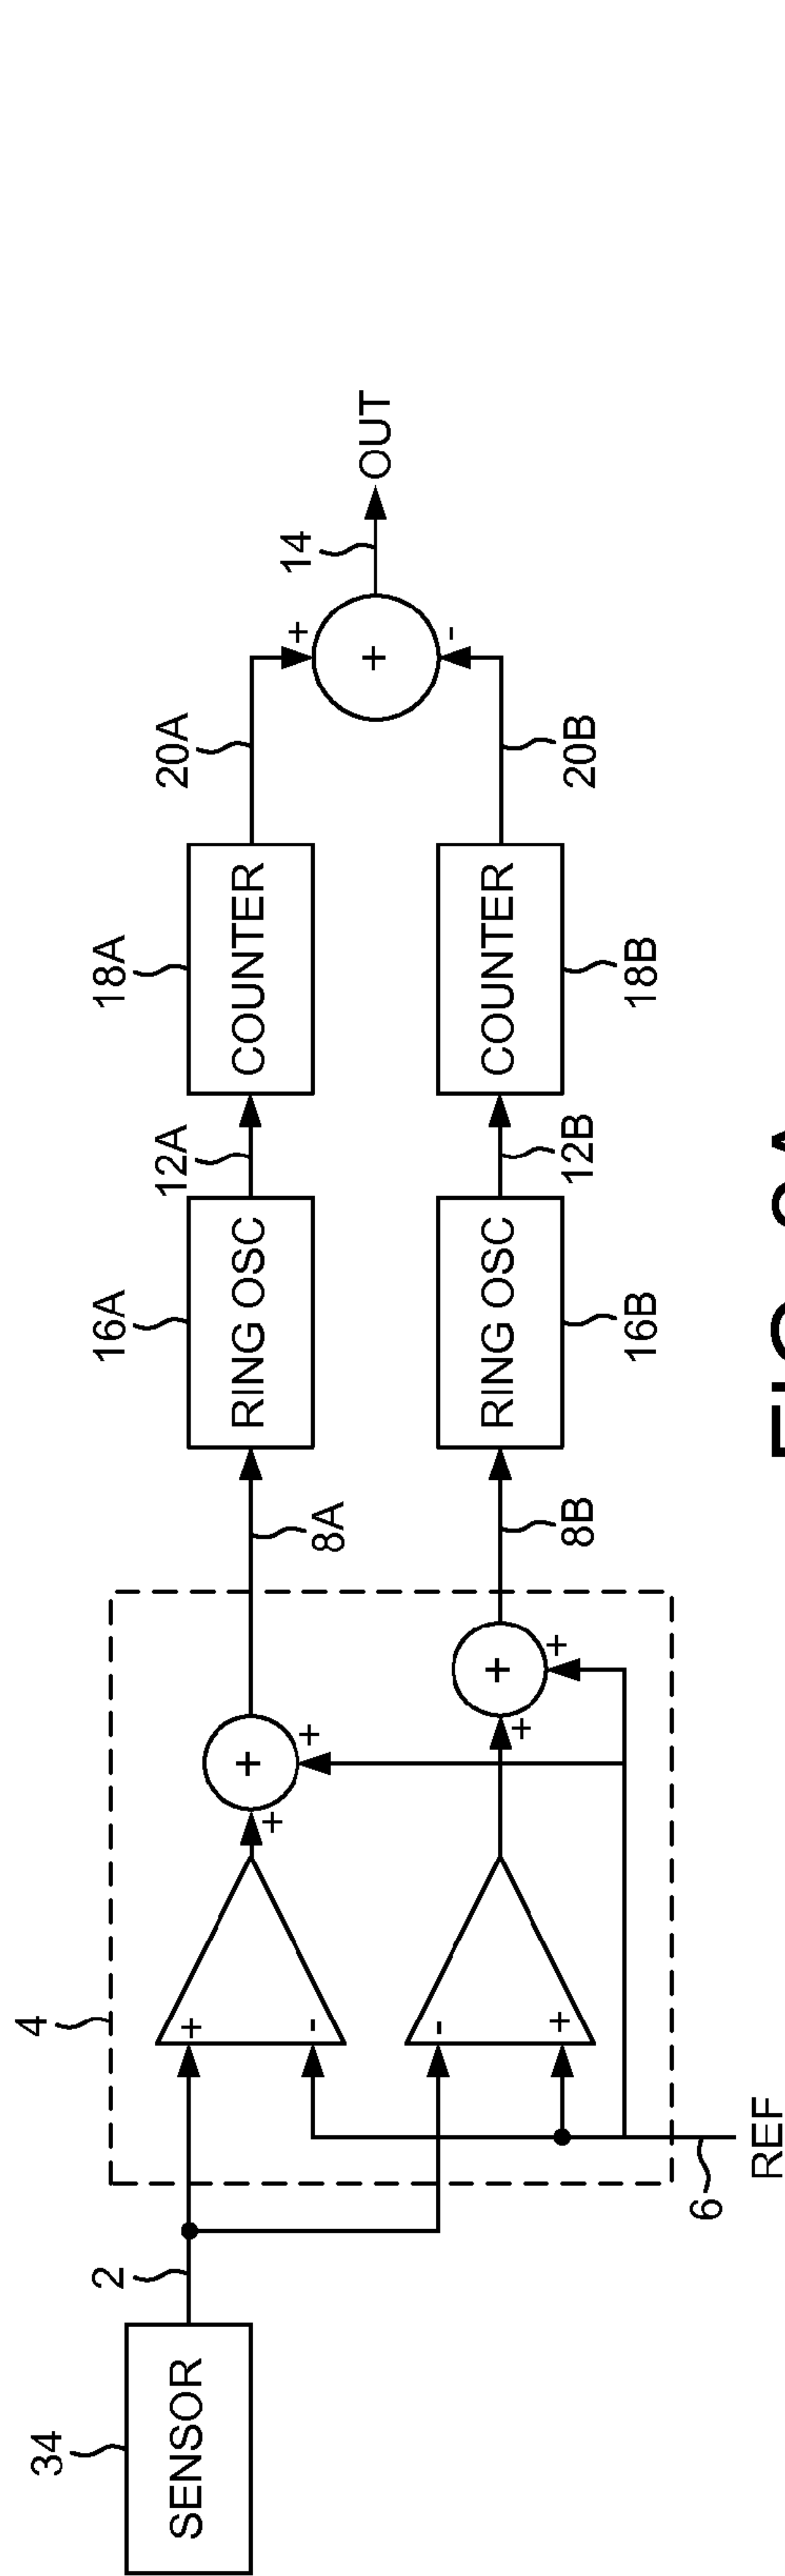 34
SENSOR
2
4
+
-
-
+
6
REF
+
+
+
+
+
+
8A
8B
16A
RING OSC
16B
RING OSC
12A
12B
18A
COUNTER
18B
COUNTER
20A
20B
+
+
-
14
OUT